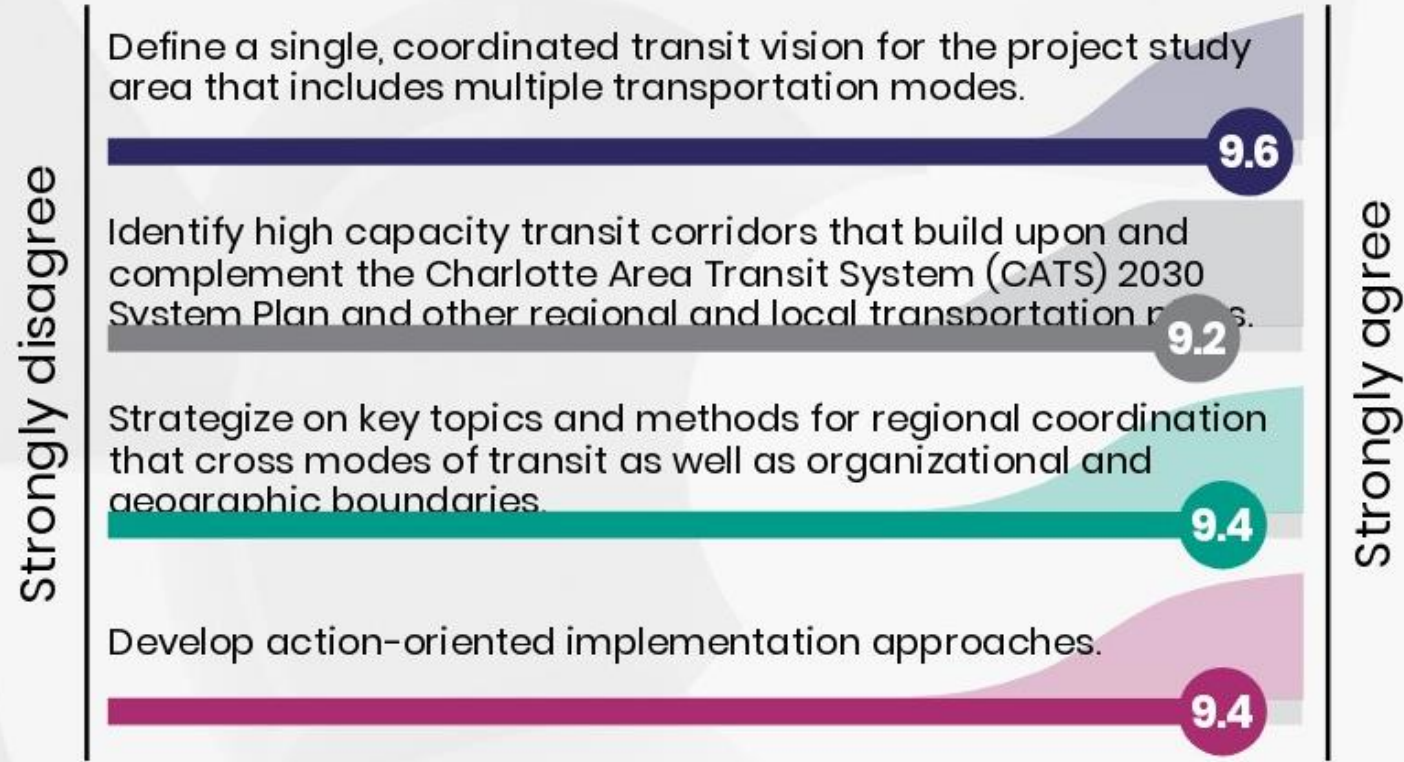 Strongly disagree
Define a single, coordinated transit vision for the project study
area that includes multiple transportation modes.
9.6
Identify high capacity transit corridors that build upon and
complement the Charlotte Area Transit System (CATS) 2030
System Plan and other regional and local transportation
9.2
Strategize on key topics and methods for regional coordination
that cross modes of transit as well as organizational and
geographic boundaries.
9.4
Develop action-oriented implementation approaches.
9.4
Strongly agree